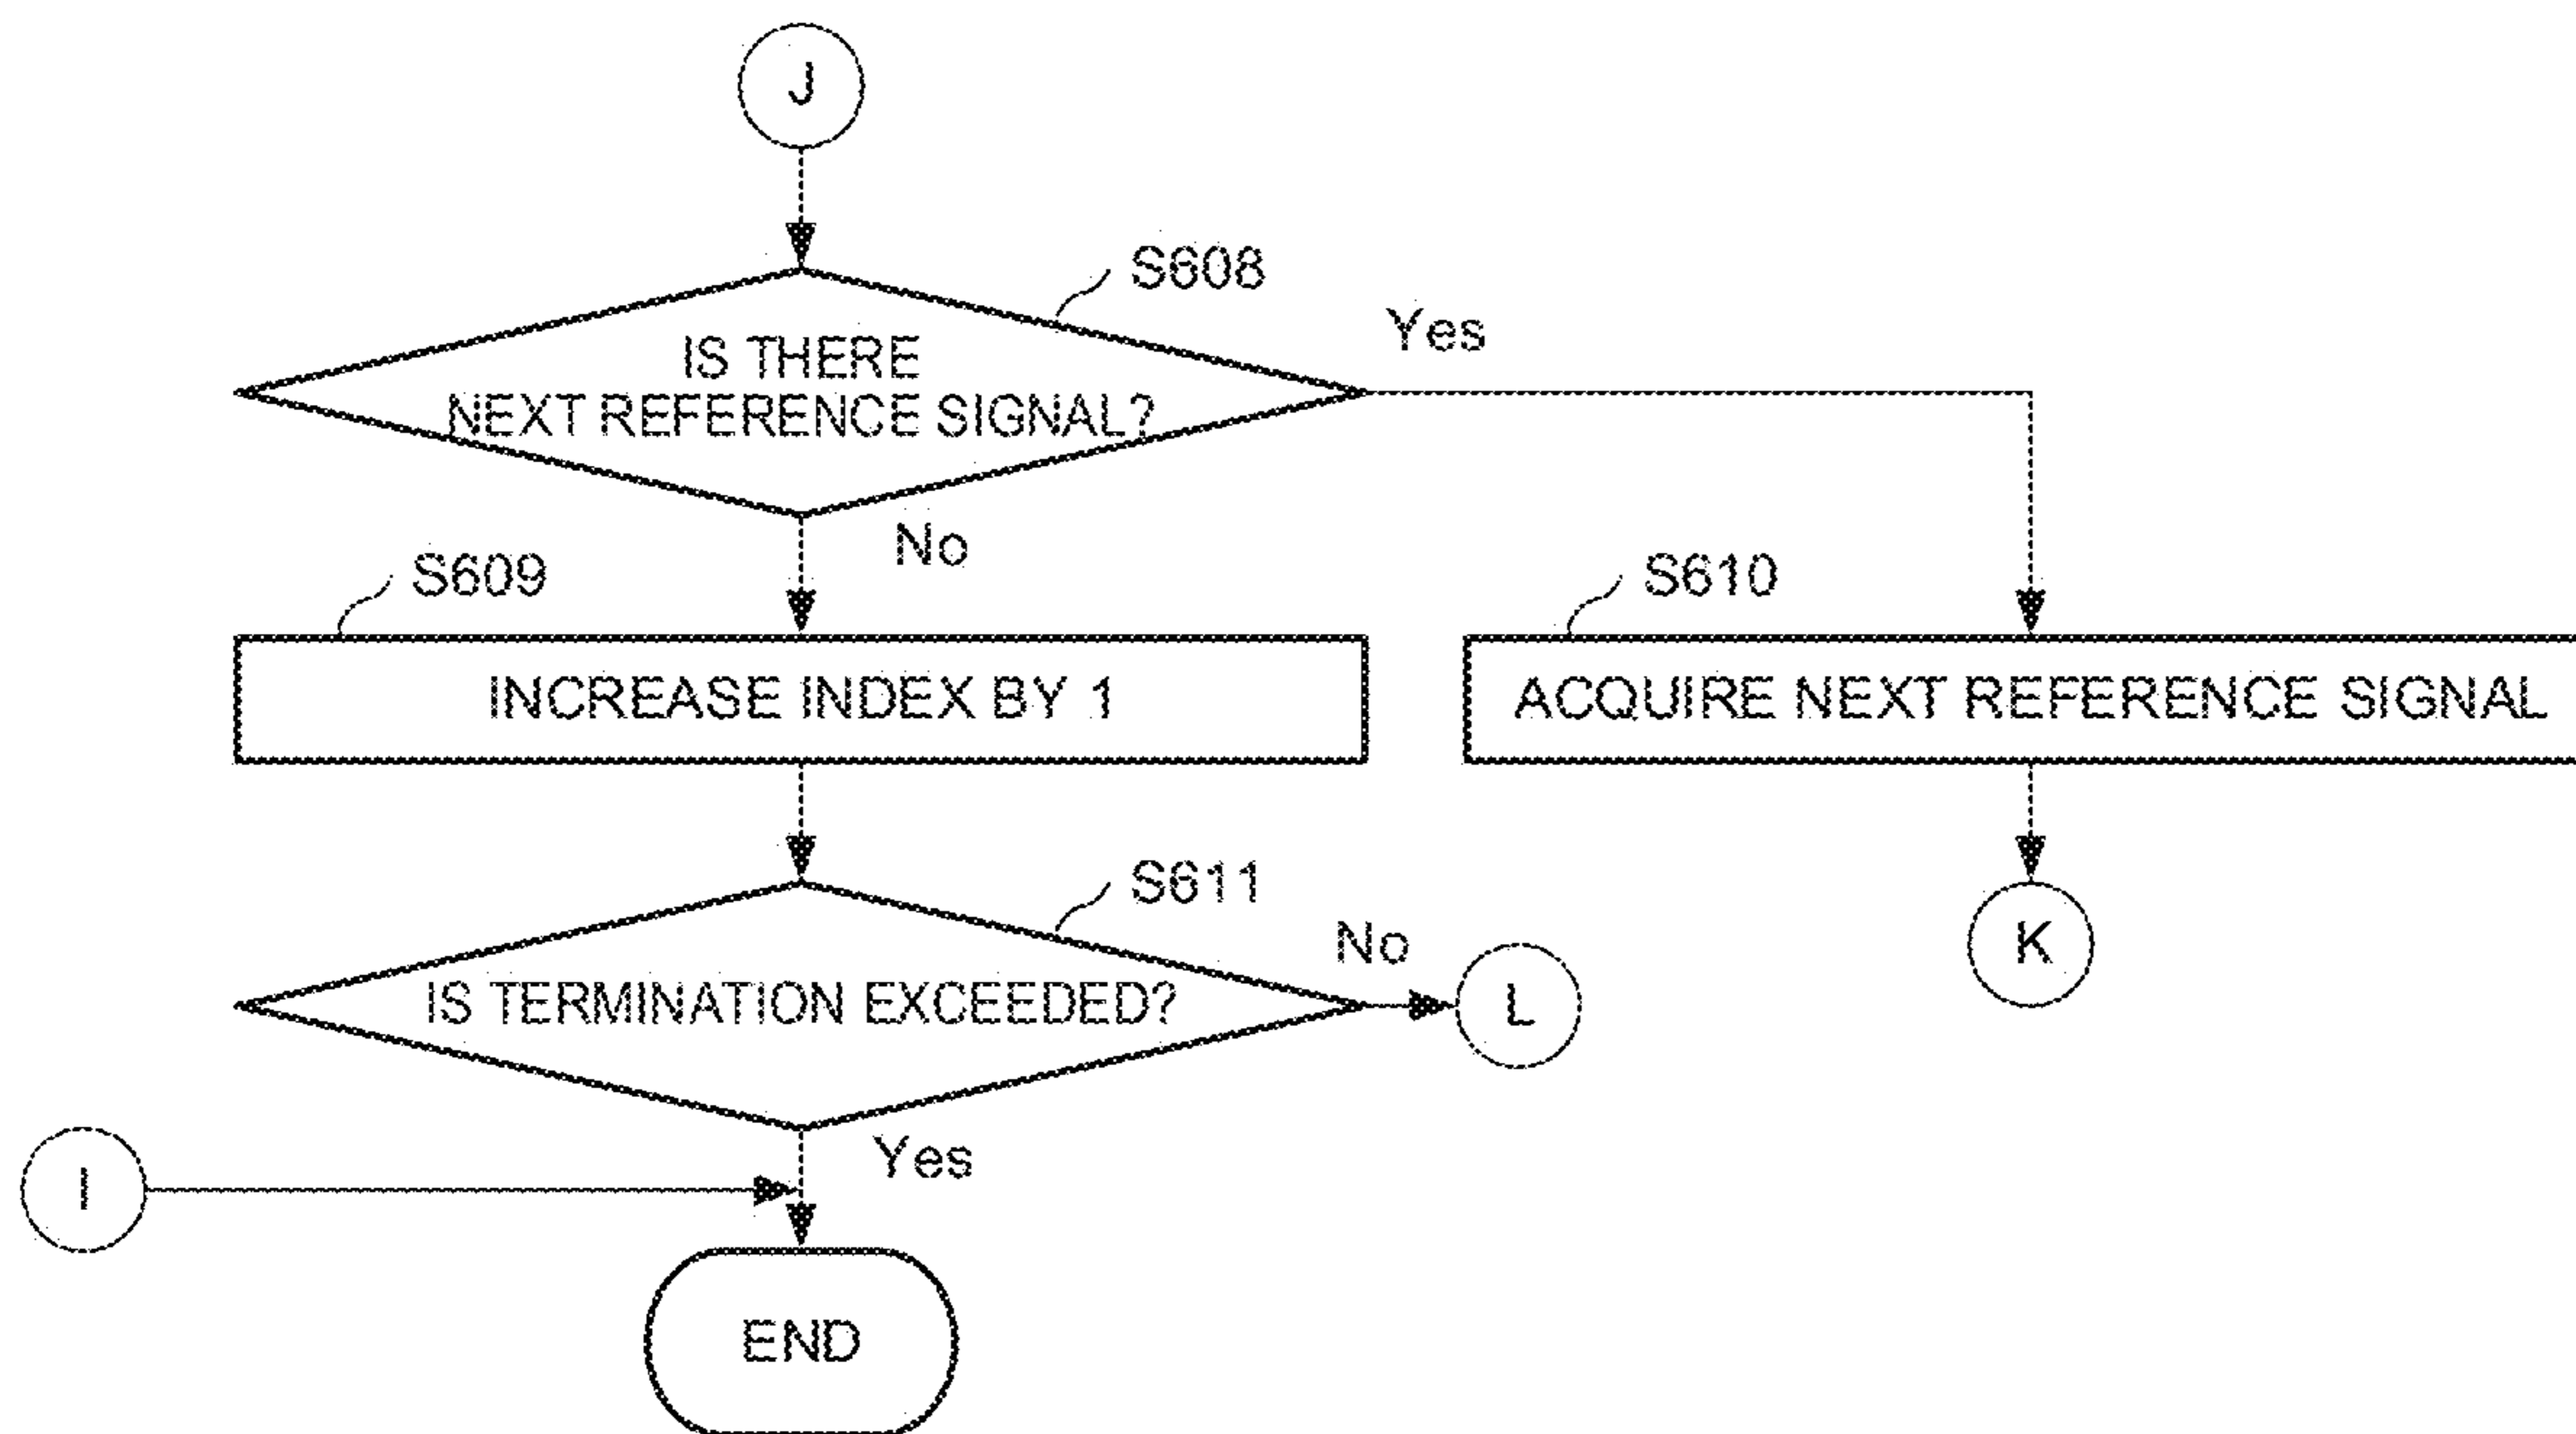 J
S608
Yes
IS THERE
NEXT REFERENCE SIGNAL?
No
S609
S610
INCREASE INDEX BY 1
ACQUIRE NEXT REFERENCE SIGNAL
S611
No
K
IS TERMINATION EXCEEDED?
L
Yes
I
END